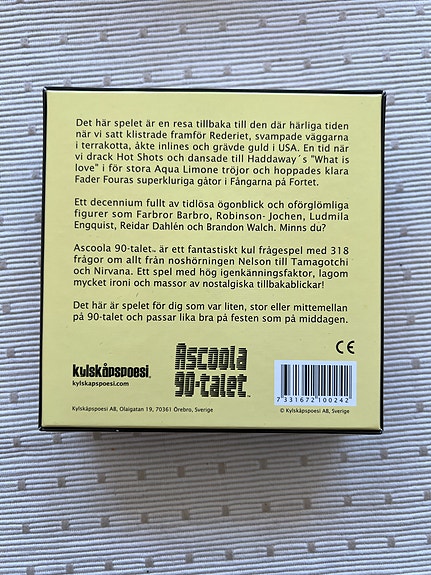 Det här spelet är en resa tillbaka till den där härliga tiden
när vi satt klistrade framför Rederiet, svampade väggarna
i terrakotta, åkte inlines och grävde guld i USA. En tid när
vi drack Hot Shots och dansade till Haddaway´s "What is
love" i för stora Aqua Limone tröjor och hoppades klara
Fader Fouras superkluriga gåtor i Fångarna på Fortet.
Ett decennium fullt av tidlösa ögonblick och oförglömliga
figurer som Farbror Barbro, Robinson- Jochen, Ludmila
Engquist, Reidar Dahlén och Brandon Walch. Minns du?
Ascoola 90-talet™ är ett fantastiskt kul frågespel med 318
frågor om allt från noshörningen Nelson till Tamagotchi
och Nirvana. Ett spel med hög igenkänningsfaktor, lagom
mycket ironi och massor av nostalgiska tillbakablickar!
Det här är spelet för dig som var liten, stor eller mittemellan
på 90-talet och passar lika bra på festen som på middagen.
kylskåpspoesi
kylskapspoesi.com
Ascoola
90-talet™
CE
7 331672 100242
Kylskåpspoesi AB, Olaigatan 19, 70361 Örebro, Sverige
© Kylskåpspoesi AB, Sverige